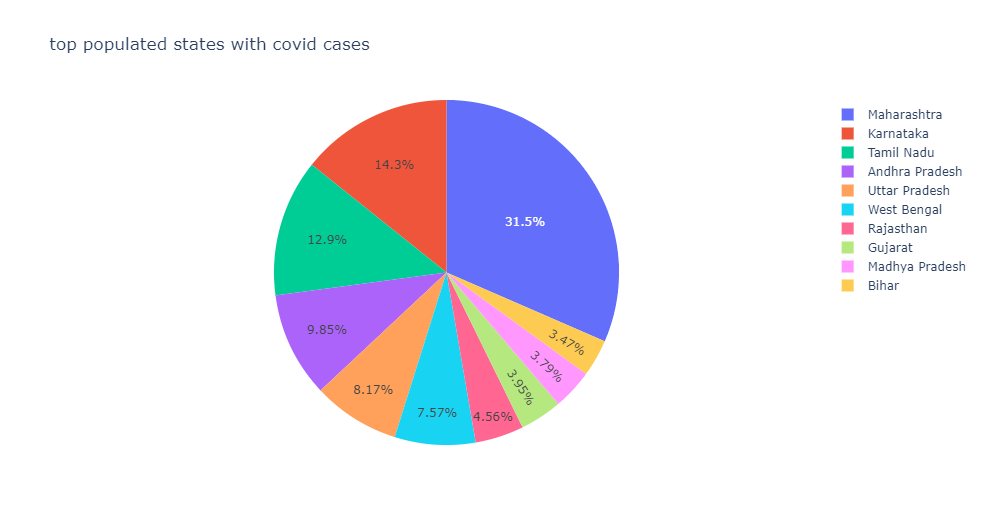 top populated states with covid cases
14.3%
31.5%
12.9%
9.85%
8.17%
7.57%
4.56%
3.95%
3.79%
3.47%
Maharashtra
Karnataka
Tamil Nadu
Andhra Pradesh
Uttar Pradesh
West Bengal
Rajasthan
Gujarat
Madhya Pradesh
Bihar